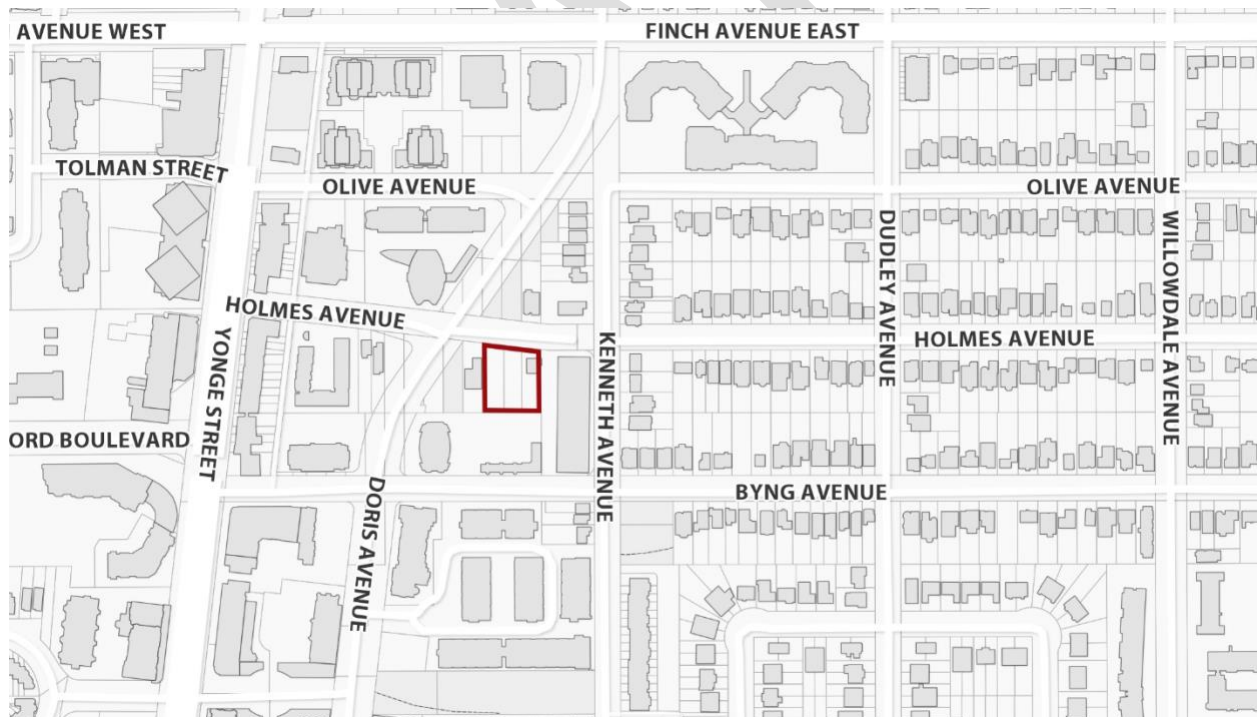 AVENUE WEST
FINCH AVENUE EAST
TOLMAN STREET
OLIVE AVENUE
OLIVE AVENUE
HOLMES AVENUE
HOLMES AVENUE
YONGE STREET
KENNETH AVENUE
DUDLEY AVENUE
WILLOWDALE AVENUE
ORD BOULEVARD
DORIS AVENUE
BYNG AVENUE